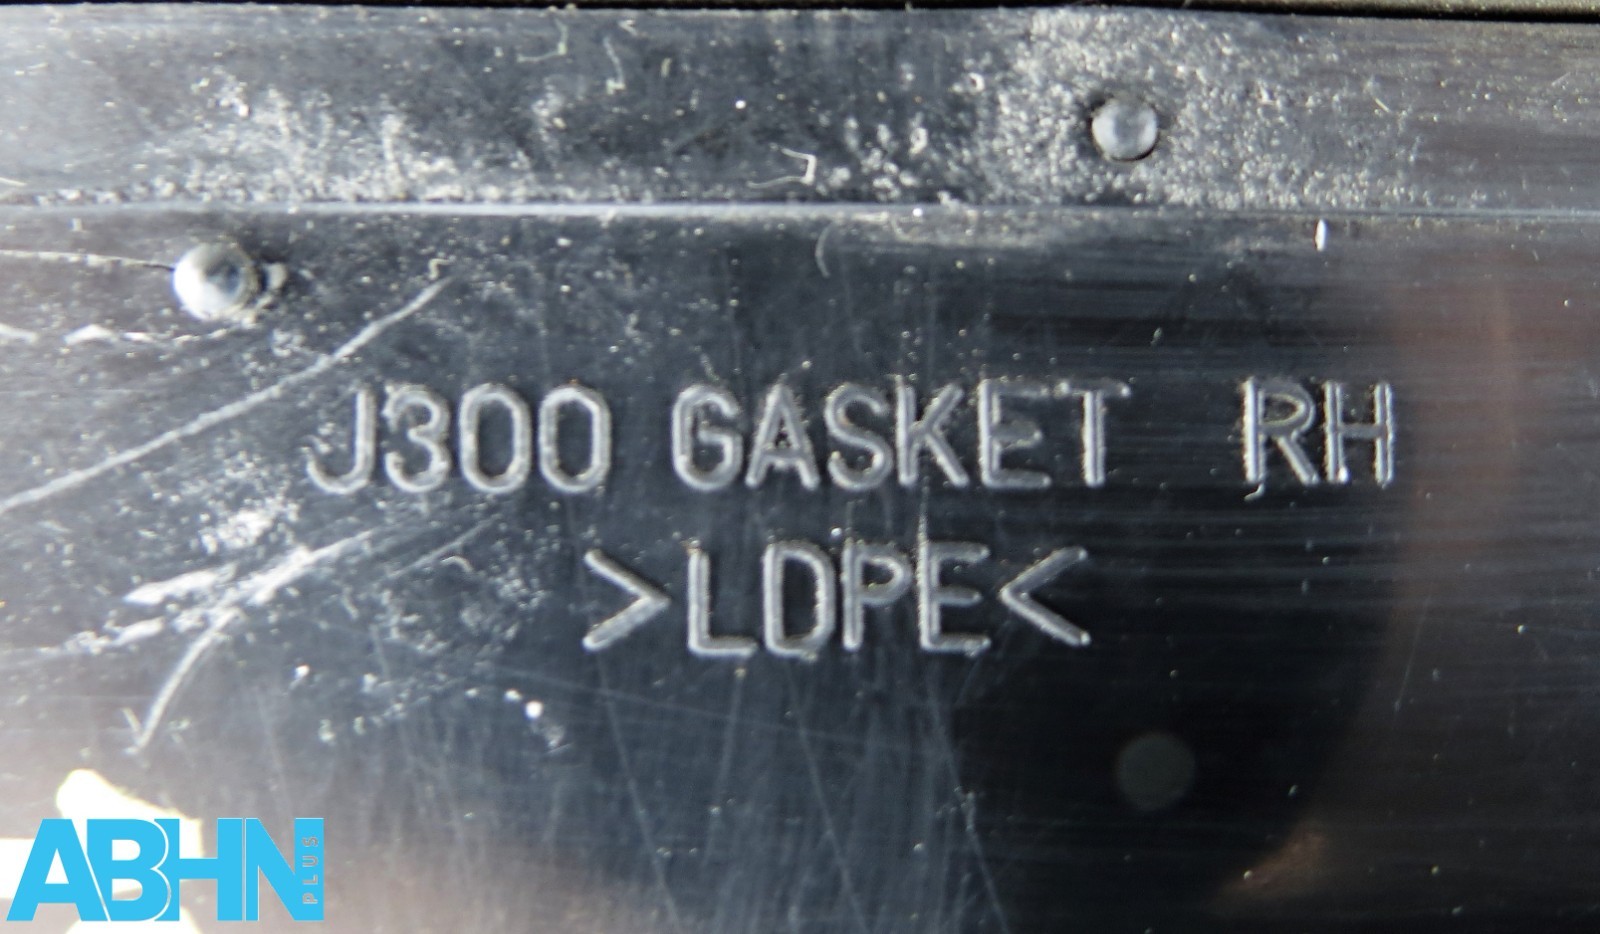 J300 GASKET RH
>LDPE<
ABHN PLUS